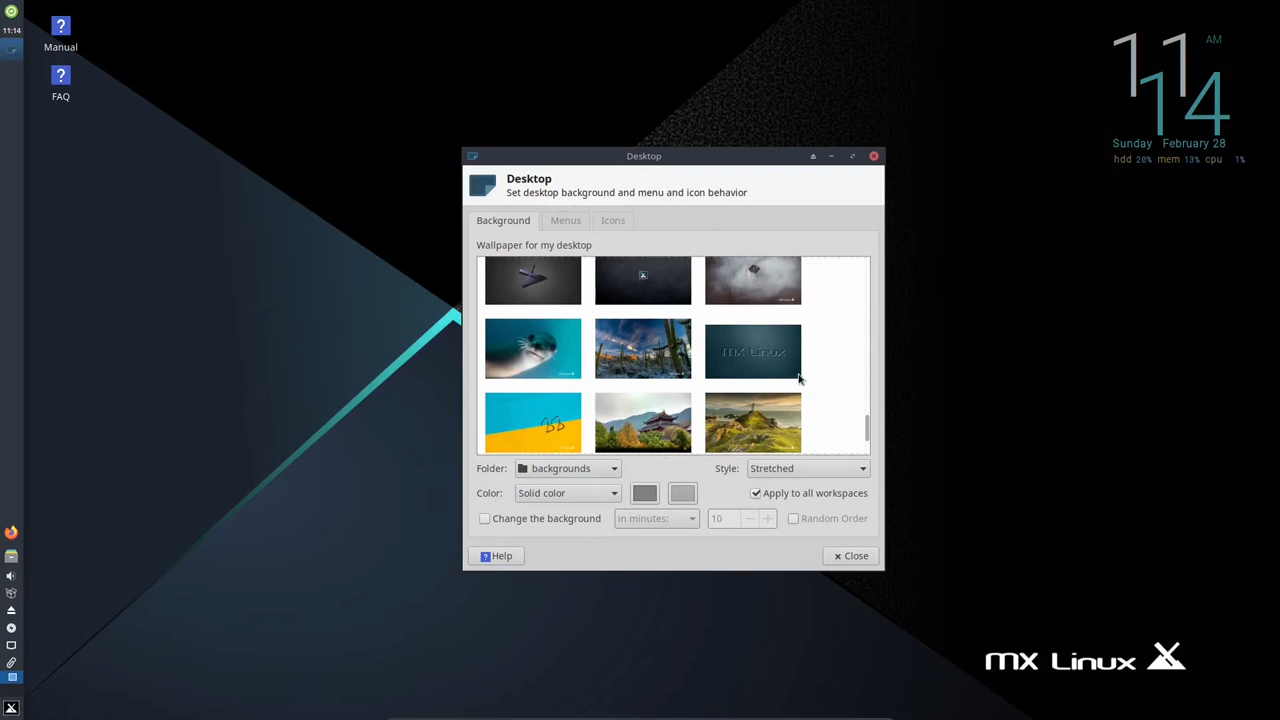 11:14
Manual
FAQ
11
AM
14
Sunday February 28
hdd 20% mem 13% cpu 1%
Desktop
Desktop
Set desktop background and menu and icon behavior
Background Menus Icons
Wallpaper for my desktop
MX Linux
Folder: backgrounds Style: Stretched
Color: Solid color Apply to all workspaces
Change the background in minutes: 10 Random Order
Help Close
MX Linux